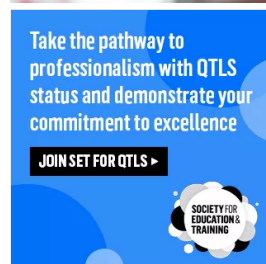 Take the pathway to
professionalism with QTLS
status and demonstrate your
commitment to excellence
JOIN SET FOR QTLS ▸
SOCIETY FOR
EDUCATION &
TRAINING